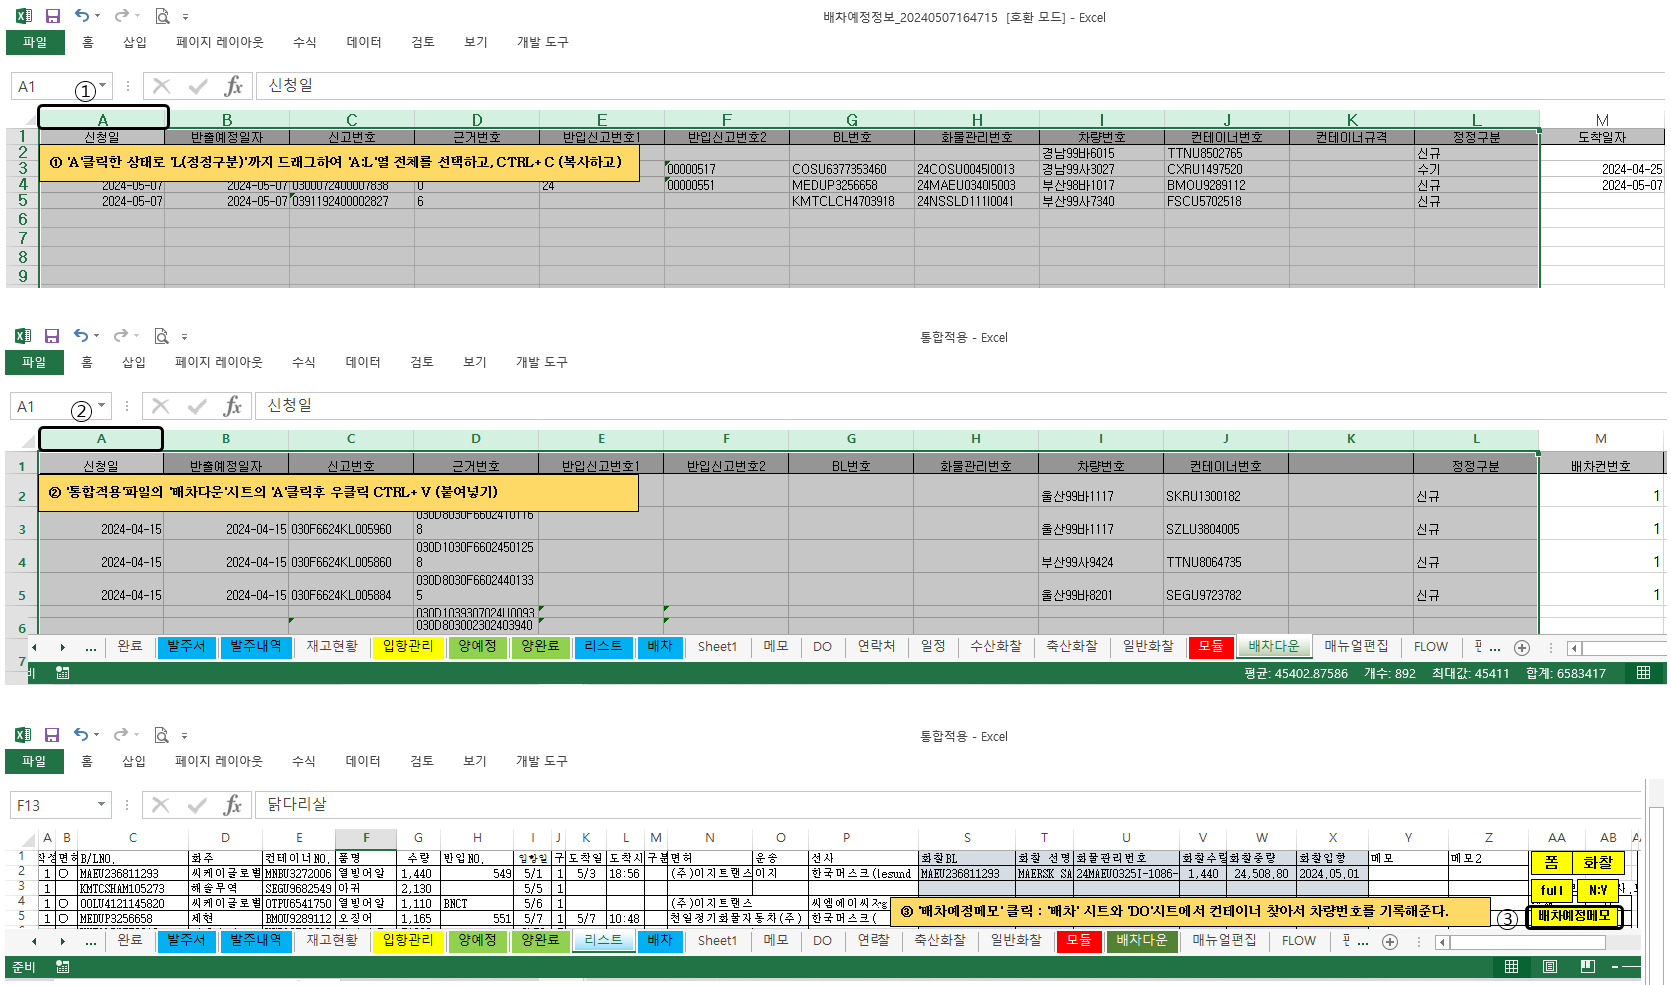 배차예정정보_20240507164715 [호환 모드] - Excel
파일 홈 삽입 페이지 레이아웃 수식 데이터 검토 보기 개발 도구
A1 ① fx 신청일
A B C D E F G H I J K L M
1 신청일 반출예정일자 신고번호 근거번호 반입신고번호1 반입신고번호2 BL번호 화물관리번호 차량번호 컨테이너번호 컨테이너규격 정정구분 도착일자
① 'A'클릭한 상태로 'L(정정구분)'까지 드래그하여 'A:L'열 전체를 선택하고, CTRL+ C (복사하고)
2 경남99바6015 TTNU8502765 신규
3 00000517 COSU6377353460 24COSU0045I0013 경남99사3027 CXRU1497520 수기 2024-04-25
4 2024-05-07 2024-05-07 0300072400007838 0 24 00000551 MEDUP3256658 24MAEU0340I5003 부산98바1017 BMOU9289112 신규 2024-05-07
5 2024-05-07 2024-05-07 0391192400002827 6 KMTCLCH4703918 24NSSLD111I0041 부산99사7340 FSCU5702518 신규
6
7
8
9
통합적용 - Excel
파일 홈 삽입 페이지 레이아웃 수식 데이터 검토 보기 개발 도구
A1 ② fx 신청일
A B C D E F G H I J K L M
1 신청일 반출예정일자 신고번호 근거번호 반입신고번호1 반입신고번호2 BL번호 화물관리번호 차량번호 컨테이너번호 정정구분 배차컨번호
② '통합적용'파일의 '배차다운'시트의 'A'클릭후 우클릭 CTRL+ V (붙여넣기)
2 울산99바1117 SKRU1300182 신규 1
3 2024-04-15 2024-04-15 030F6624KL005960 030D8030F66024101168 울산99바1117 SZLU3804005 신규 1
4 2024-04-15 2024-04-15 030F6624KL005860 030D1030F66024501258 부산99사9424 TTNU8064735 신규 1
5 2024-04-15 2024-04-15 030F6624KL005884 030D8030F66024401335 울산99바8201 SEGU9723782 신규 1
6 030D1039307024U0093
030D803002302403940
... 완료 발주서 발주내역 재고현황 입항관리 양예정 양완료 리스트 배차 Sheet1 메모 DO 연락처 일정 수산화찰 축산화찰 일반화찰 모듈 배차다운 매뉴얼편집 FLOW ...
7
평균: 45402.87586 개수: 892 최대값: 45411 합계: 6583417
통합적용 - Excel
파일 홈 삽입 페이지 레이아웃 수식 데이터 검토 보기 개발 도구
F13 fx 닭다리살
A B C D E F G H I J K L M N O P S T U V W X Y Z AA AB
1 B/LNO. 화주 컨테이너NO. 품명 수량 반입NO. 입항일 구 도착일 도착시 구분 면허 운송 선사 화찰BL 화찰 선명 화물관리번호 화찰수량 화찰중량 화찰입항 메모 메모2 폼 화찰
2 1 O MAEU236811293 씨케이글로벌 MNBU3272006 열빙어알 1,440 549 5/1 1 5/3 18:56 (주)이지트랜스 이지 한국머스크(lesund MAEU236811293 MAERSK SA 24MAEU0325I-1086- 1,440 24,508.80 2024.05.01
3 1 KMTCSHAM105273 해솔무역 SEGU9682549 아귀 2,130 5/5 1 full N:Y
4 1 O OOLU4121145820 씨케이글로벌 OTPU6541750 열빙어알 1,110 BNCT 5/6 1 (주)이지트랜스 씨엠에이씨지
5 1 O MEDUP3256658 세현 BMOU9289112 오징어 1,165 551 5/7 1 5/7 10:48 천일정기화물자동차(주) 한국머스크(
③ '배차예정메모' 클릭 : '배차' 시트와 'DO'시트에서 컨테이너 찾아서 차량번호를 기록해준다. ③ 배차예정메모
... 완료 발주서 발주내역 재고현황 입항관리 양예정 양완료 리스트 배차 Sheet1 메모 DO 연락 축산화찰 일반화찰 모듈 배차다운 매뉴얼편집 FLOW ...
준비